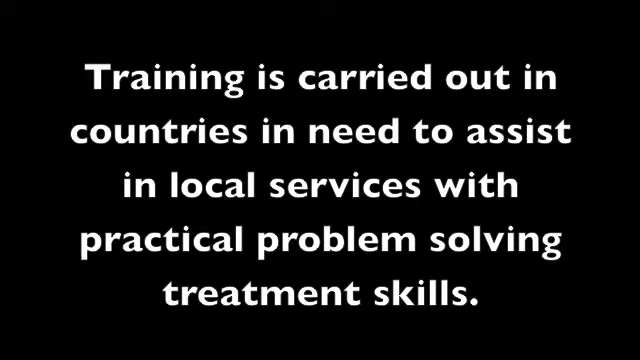 Training is carried out in
countries in need to assist
in local services with
practical problem solving
treatment skills.